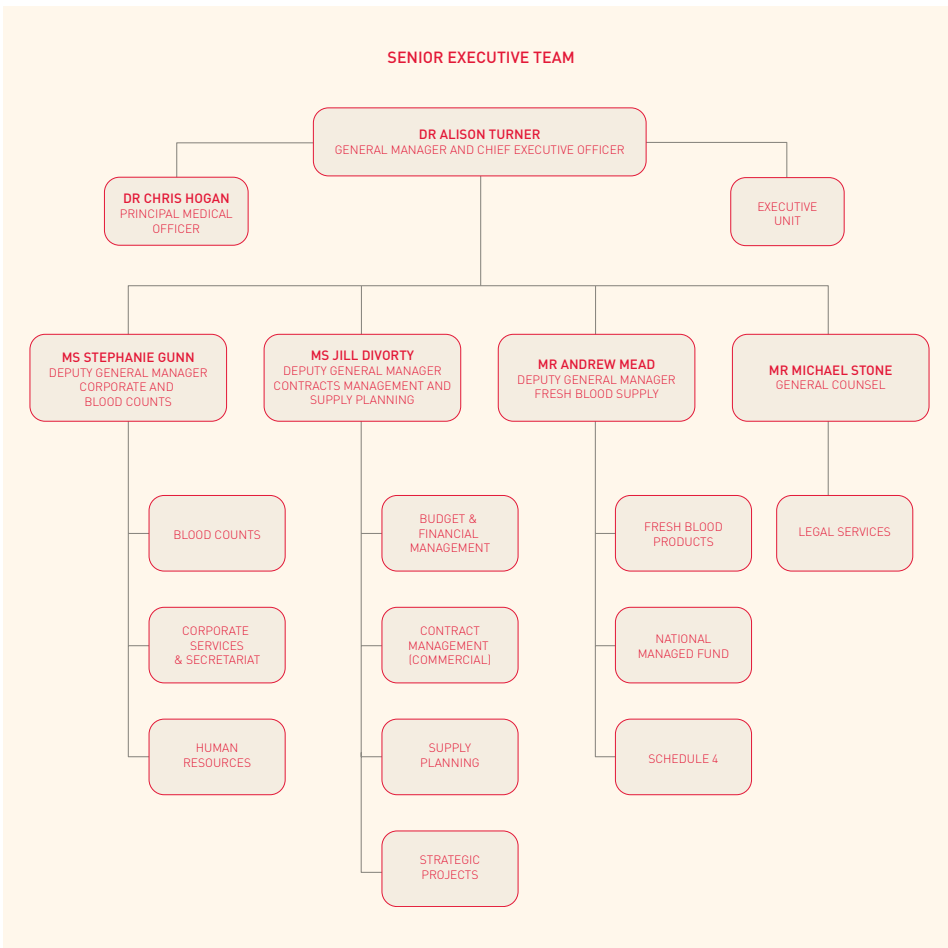 SENIOR EXECUTIVE TEAM
DR ALISON TURNER
GENERAL MANAGER AND CHIEF EXECUTIVE OFFICER
DR CHRIS HOGAN
PRINCIPAL MEDICAL
OFFICER
EXECUTIVE
UNIT
MS STEPHANIE GUNN
DEPUTY GENERAL MANAGER
CORPORATE AND
BLOOD COUNTS
MS JILL DIVORTY
DEPUTY GENERAL MANAGER
CONTRACTS MANAGEMENT AND
SUPPLY PLANNING
MR ANDREW MEAD
DEPUTY GENERAL MANAGER
FRESH BLOOD SUPPLY
MR MICHAEL STONE
GENERAL COUNSEL
BLOOD COUNTS
BUDGET &
FINANCIAL
MANAGEMENT
FRESH BLOOD
PRODUCTS
LEGAL SERVICES
CORPORATE
SERVICES
& SECRETARIAT
CONTRACT
MANAGEMENT
(COMMERCIAL)
NATIONAL
MANAGED FUND
HUMAN
RESOURCES
SUPPLY
PLANNING
SCHEDULE 4
STRATEGIC
PROJECTS